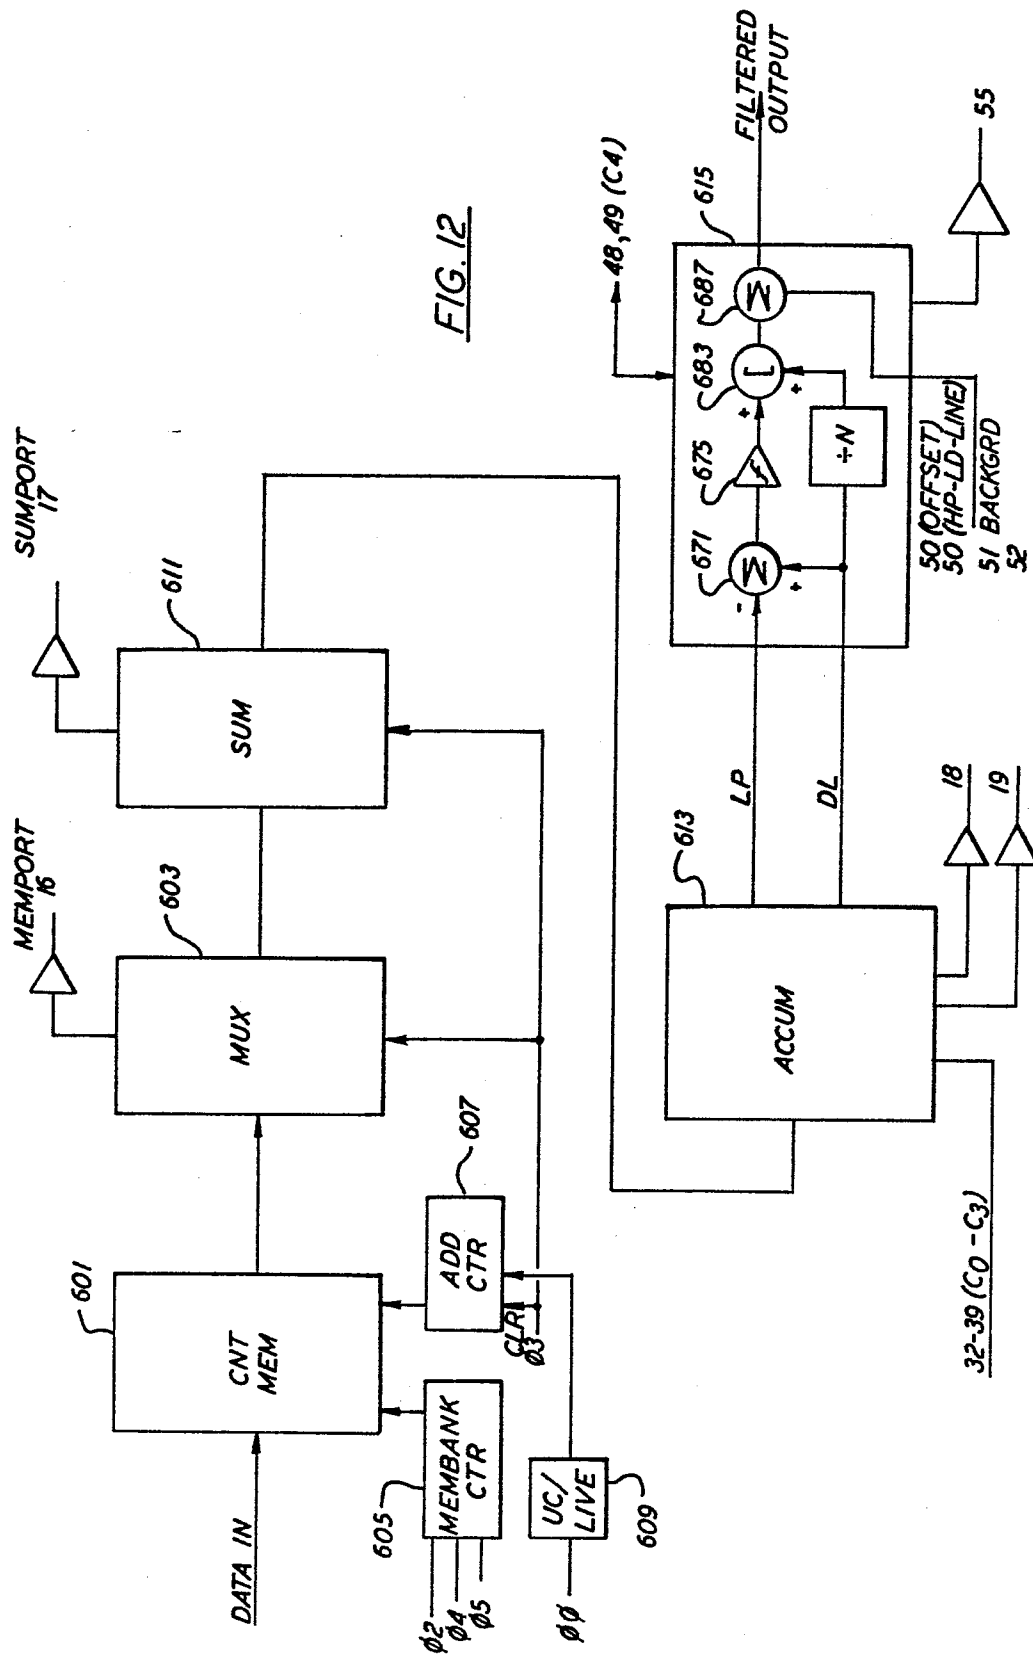 FIG. 12
DATA IN
601
CNT
MEM
603
MUX
MEMPORT
16
611
SUM
SUMPORT
17
605
MEMBANK
CTR
φ2
φ4
φ5
607
ADD
CTR
CLR
φ3
UC/
LIVE
609
φφ
613
ACCUM
32-39 (C0-C3)
18
19
LP
DL
48, 49 (C4)
615
671
Σ
-
+
675
683
+
+
687
Σ
÷N
FILTERED
OUTPUT
50 (OFFSET)
50 (HP-LD-LINE)
51 BACKGRD
52
55